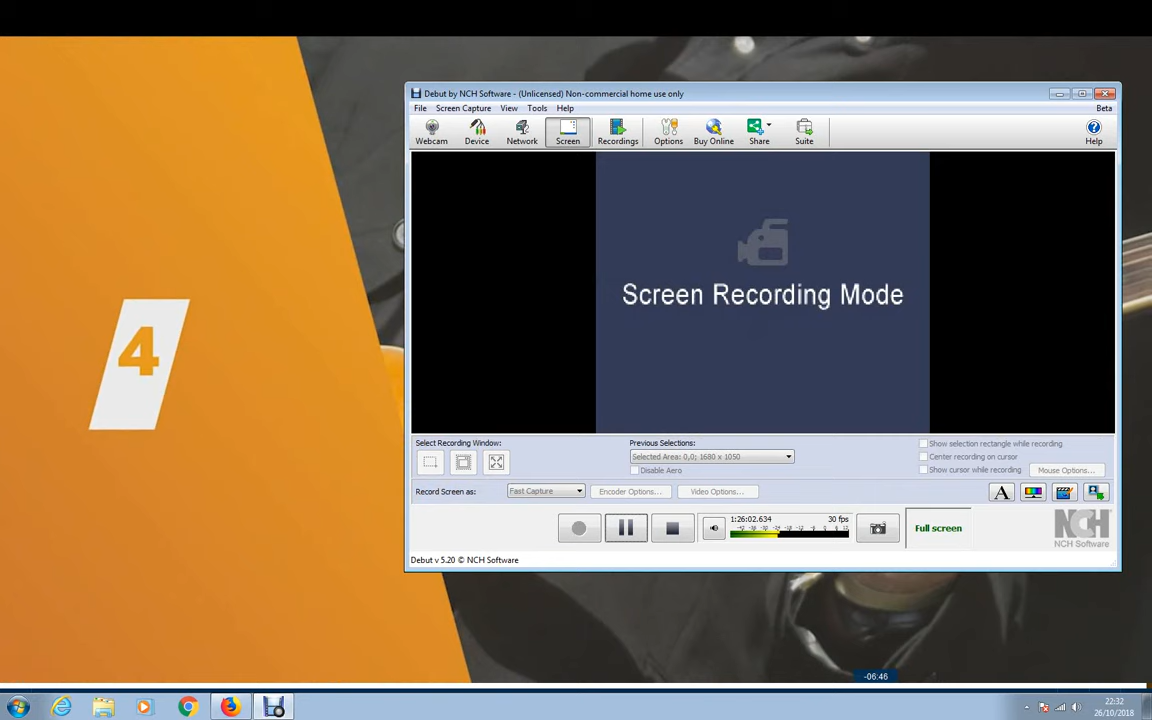 4
Debut by NCH Software - (Unlicensed) Non-commercial home use only
File Screen Capture View Tools Help Beta
Webcam Device Network Screen Recordings Options Buy Online Share Suite Help
Screen Recording Mode
Select Recording Window: Previous Selections: Show selection rectangle while recording
Selected Area: 0,0; 1680 x 1050 Center recording on cursor
Disable Aero Show cursor while recording Mouse Options...
Record Screen as: Fast Capture Encoder Options... Video Options... A
1:26:02.634 30 fps
Full screen
NCH
NCH Software
Debut v 5.20 © NCH Software
-06:46
22:32
26/10/2018